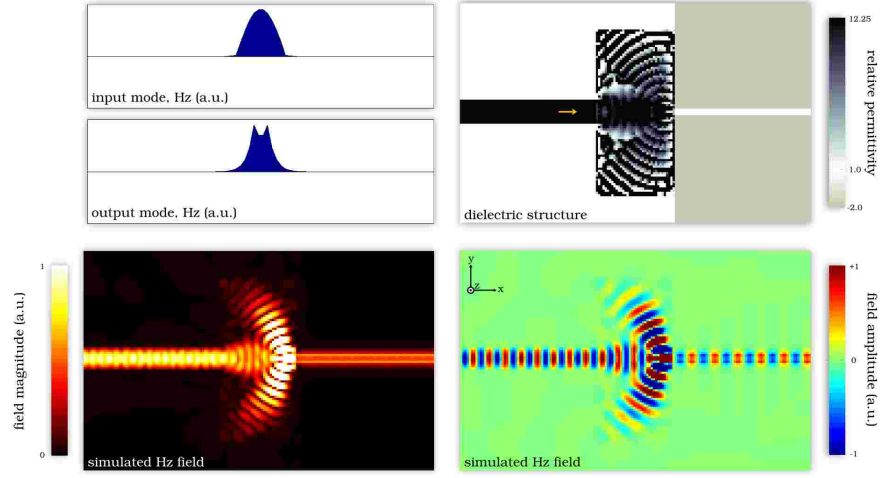 input mode, Hz (a.u.)
output mode, Hz (a.u.)
dielectric structure
12.25
1.0
-2.0
relative permittivity
1
0
field magnitude (a.u.)
simulated Hz field
y
z
x
simulated Hz field
+1
0
-1
field amplitude (a.u.)